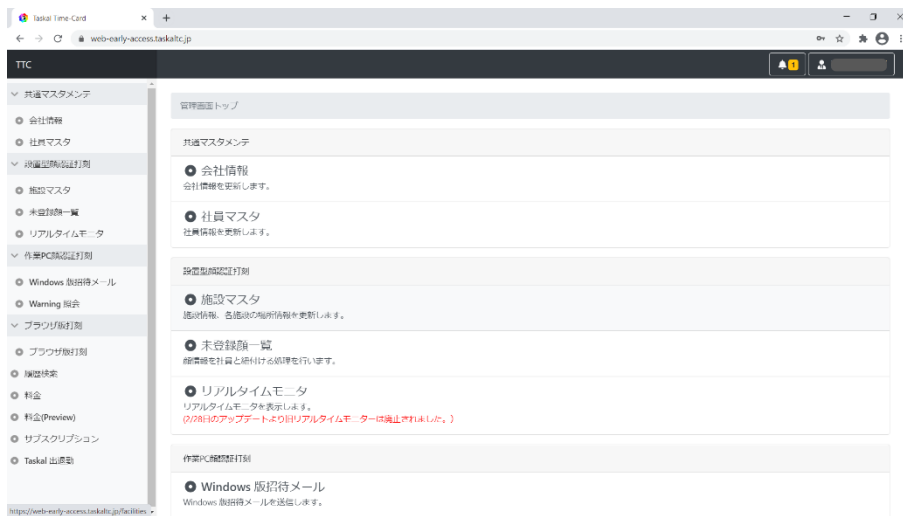 Taskal Time-Card
web-early-access.taskaltc.jp
TTC
1
共通マスタメンテ
会社情報
社員マスタ
設置型顔認証打刻
施設マスタ
未登録顔一覧
リアルタイムモニタ
作業PC顔認証打刻
Windows 版招待メール
Warning 照会
ブラウザ版打刻
ブラウザ版打刻
履歴検索
料金
料金(Preview)
サブスクリプション
Taskal 出退勤
https://web-early-access.taskaltc.jp/facilities
管理画面トップ
共通マスタメンテ
会社情報
会社情報を更新します。
社員マスタ
社員情報を更新します。
設置型顔認証打刻
施設マスタ
施設情報、各施設の場所情報を更新します。
未登録顔一覧
顔情報を社員と紐付ける処理を行います。
リアルタイムモニタ
リアルタイムモニタを表示します。
(2/28日のアップデートより旧リアルタイムモニターは廃止されました。)
作業PC顔認証打刻
Windows 版招待メール
Windows 版招待メールを送信します。